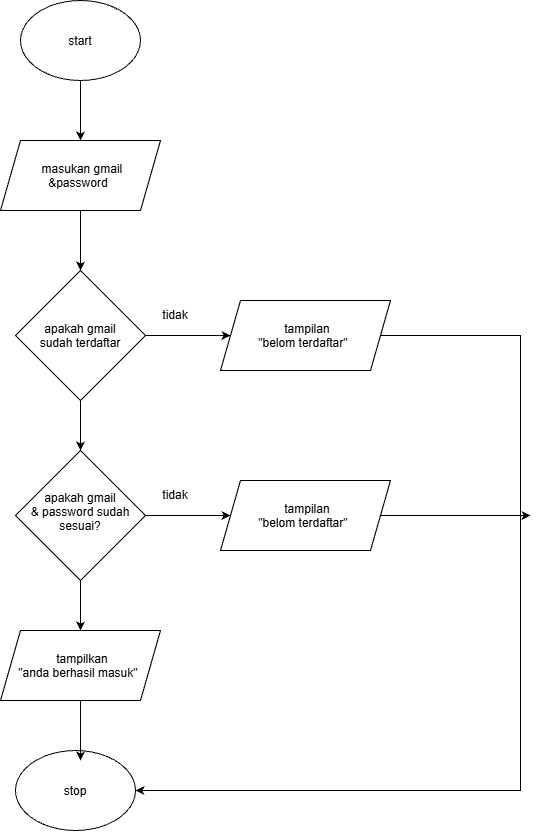 start
masukan gmail
&password
apakah gmail
sudah terdaftar
tidak
tampilan
"belom terdaftar"
apakah gmail
& password sudah
sesuai?
tidak
tampilan
"belom terdaftar"
tampilkan
"anda berhasil masuk"
stop